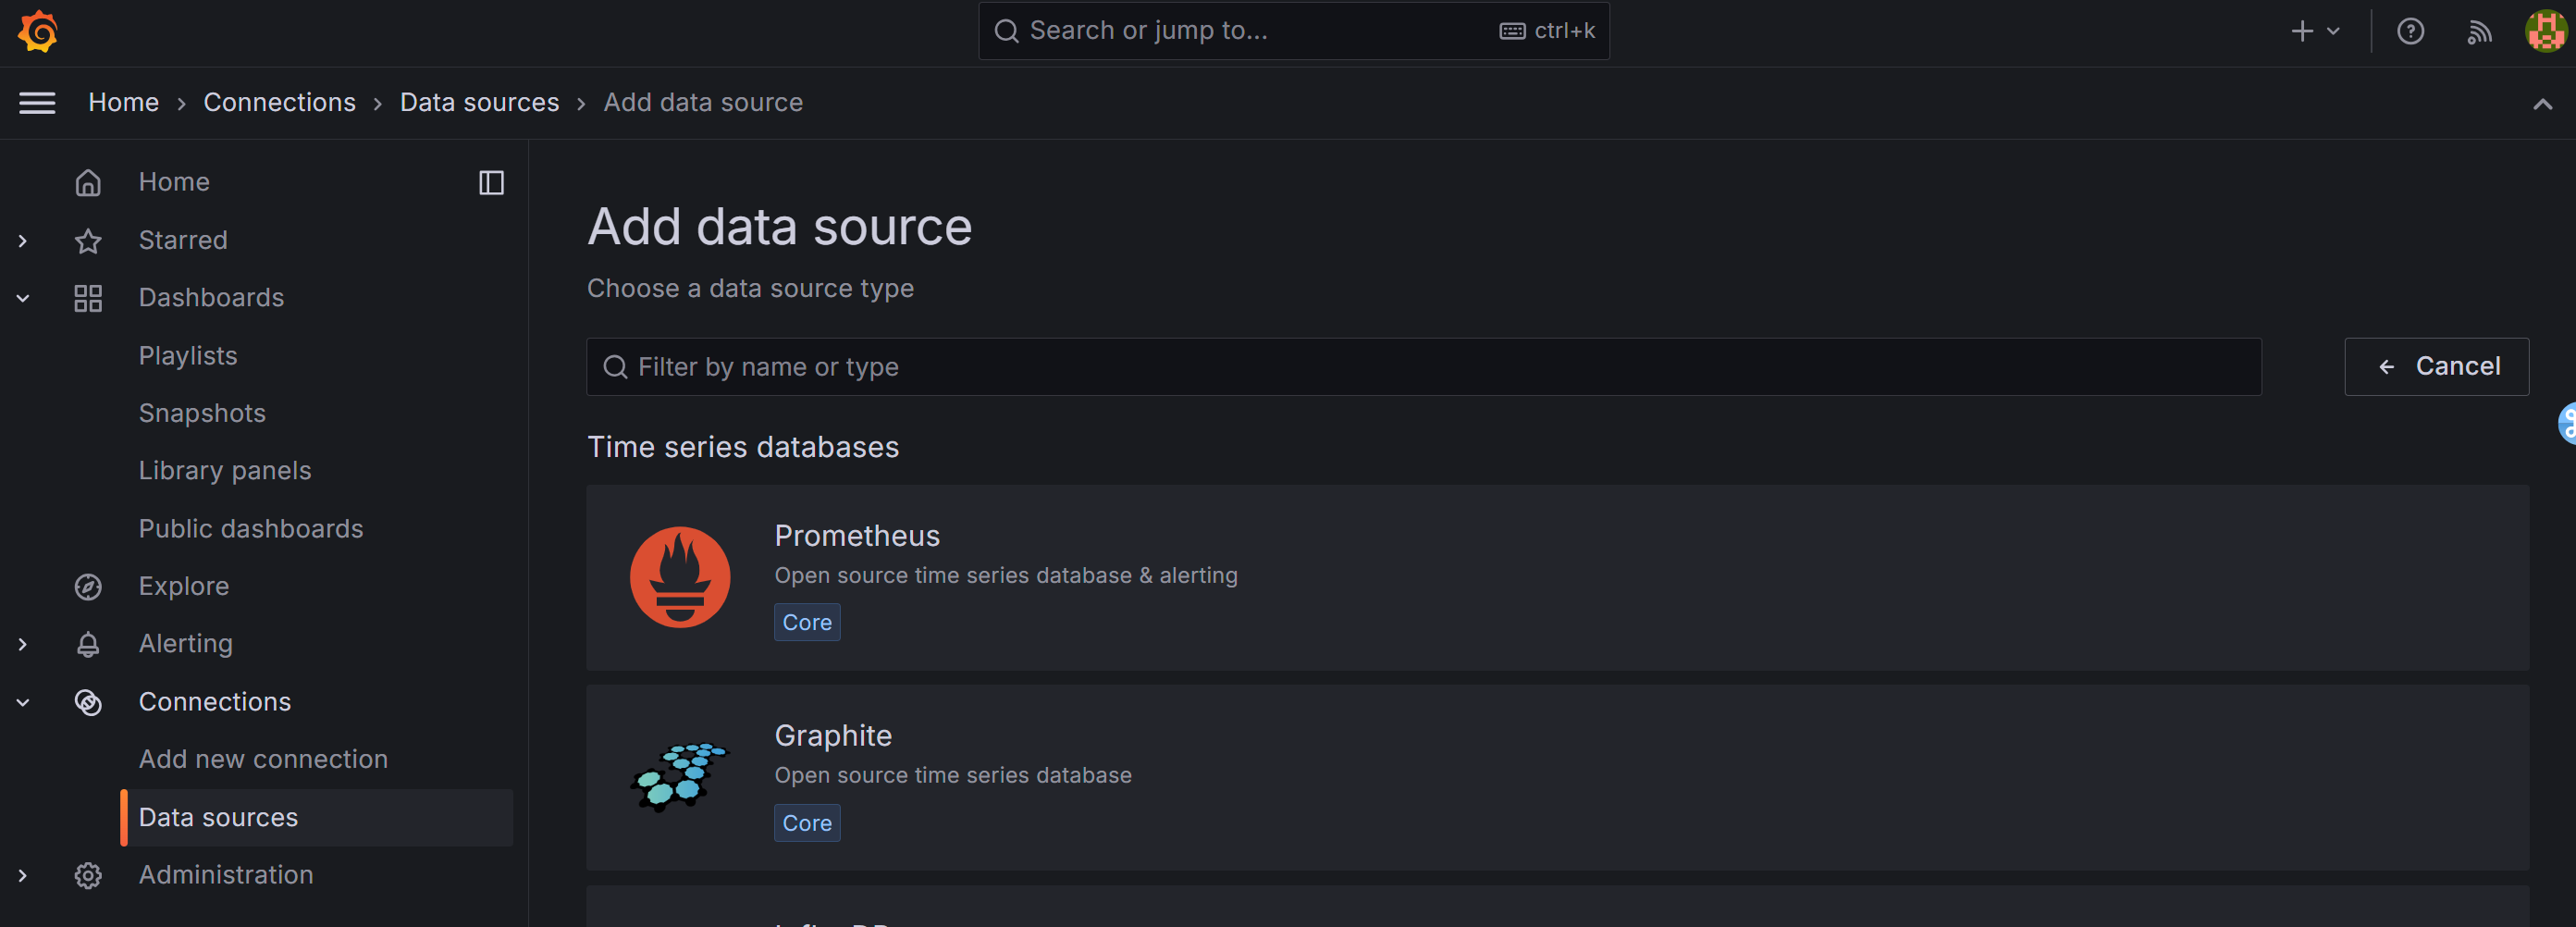 Search or jump to...
ctrl+k
Home
Connections
Data sources
Add data source
Home
Starred
Dashboards
Playlists
Snapshots
Library panels
Public dashboards
Explore
Alerting
Connections
Add new connection
Data sources
Administration
Add data source
Choose a data source type
Filter by name or type
Cancel
Time series databases
Prometheus
Open source time series database & alerting
Core
Graphite
Open source time series database
Core